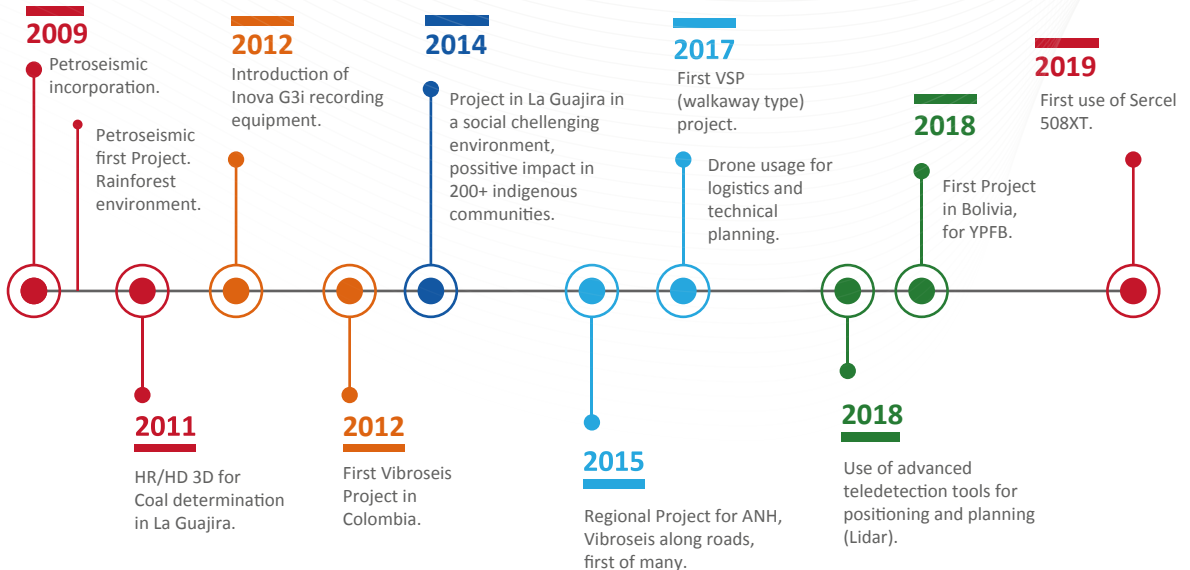 2009
Petroseismic
incorporation.
Petroseismic
first Project.
Rainforest
environment.
2011
HR/HD 3D for
Coal determination
in La Guajira.
2012
Introduction of
Inova G3i recording
equipment.
2012
First Vibroseis
Project in
Colombia.
2014
Project in La Guajira in
a social chellenging
environment,
possitive impact in
200+ indigenous
communities.
2015
Regional Project for ANH,
Vibroseis along roads,
first of many.
2017
First VSP
(walkaway type)
project.
Drone usage for
logistics and
technical
planning.
2018
Use of advanced
teledetection tools for
positioning and planning
(Lidar).
2018
First Project
in Bolivia,
for YPFB.
2019
First use of Sercel
508XT.